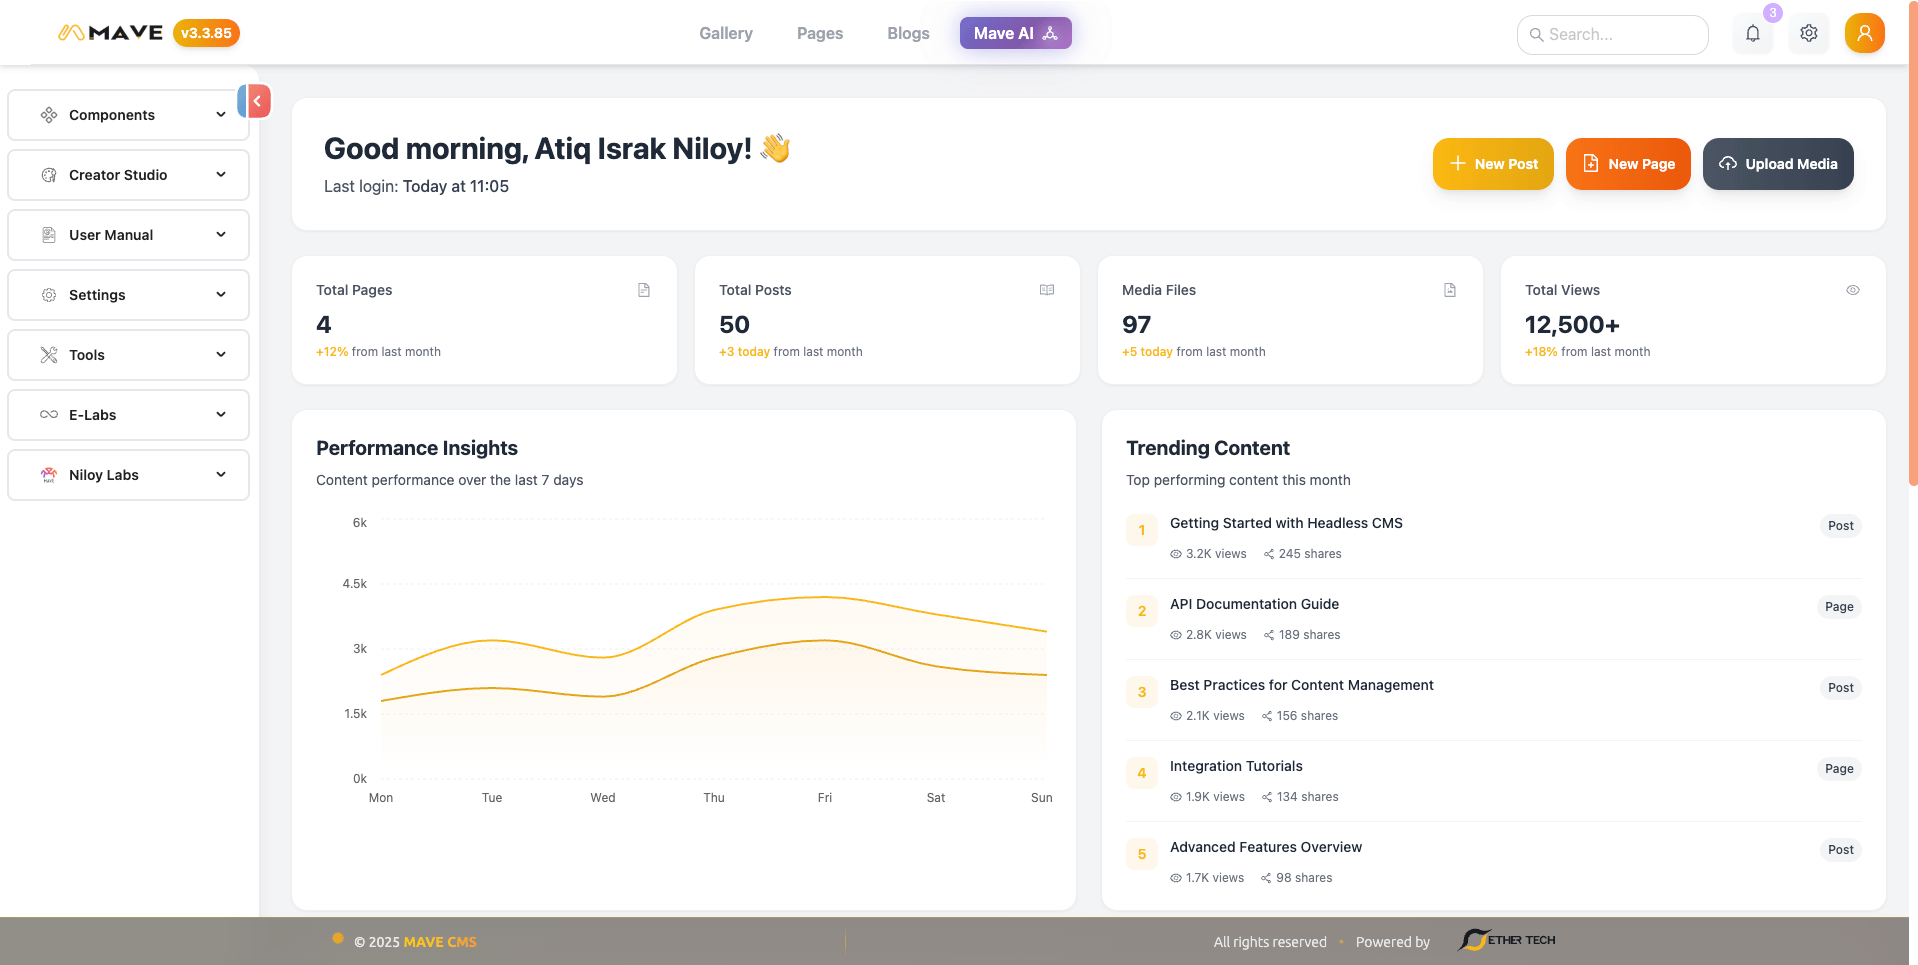 MAVE v3.3.85
Gallery Pages Blogs Mave AI
Search...
3
Components
Creator Studio
User Manual
Settings
Tools
E-Labs
MAVE Niloy Labs
Good morning, Atiq Israk Niloy! 👋
Last login: Today at 11:05
New Post New Page Upload Media
Total Pages
4
+12% from last month
Total Posts
50
+3 today from last month
Media Files
97
+5 today from last month
Total Views
12,500+
+18% from last month
Performance Insights
Content performance over the last 7 days
6k
4.5k
3k
1.5k
0k
Mon Tue Wed Thu Fri Sat Sun
Trending Content
Top performing content this month
1 Getting Started with Headless CMS Post
3.2K views 245 shares
2 API Documentation Guide Page
2.8K views 189 shares
3 Best Practices for Content Management Post
2.1K views 156 shares
4 Integration Tutorials Page
1.9K views 134 shares
5 Advanced Features Overview Post
1.7K views 98 shares
© 2025 MAVE CMS
All rights reserved • Powered by ETHER TECH